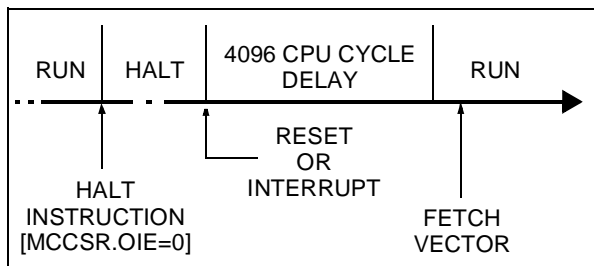 RUN
HALT
4096 CPU CYCLE
DELAY
RUN
RESET
OR
INTERRUPT
HALT
INSTRUCTION
[MCCSR.OIE=0]
FETCH
VECTOR